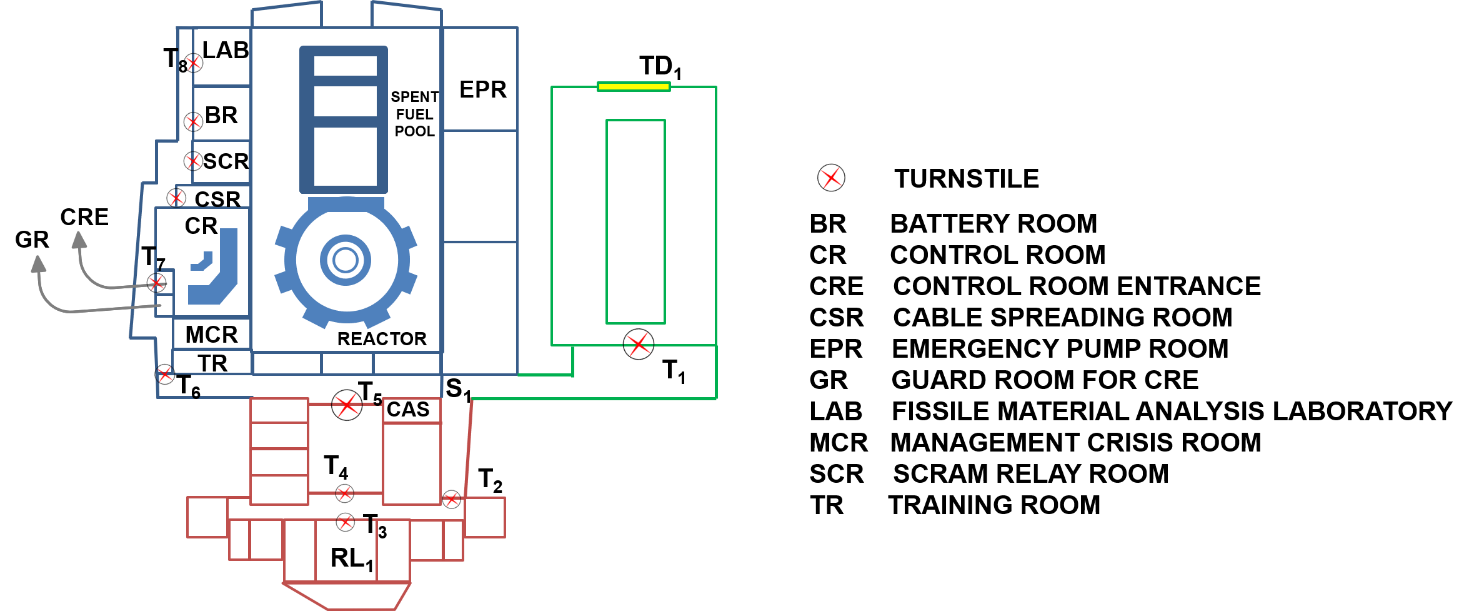 LAB
T8
BR
SCR
CSR
CRE
GR
CR
T7
MCR
TR
T6
SPENT
FUEL
POOL
EPR
REACTOR
TD1
T1
T5
CAS
S1
T4
T2
T3
RL1
TURNSTILE
BR BATTERY ROOM
CR CONTROL ROOM
CRE CONTROL ROOM ENTRANCE
CSR CABLE SPREADING ROOM
EPR EMERGENCY PUMP ROOM
GR GUARD ROOM FOR CRE
LAB FISSILE MATERIAL ANALYSIS LABORATORY
MCR MANAGEMENT CRISIS ROOM
SCR SCRAM RELAY ROOM
TR TRAINING ROOM